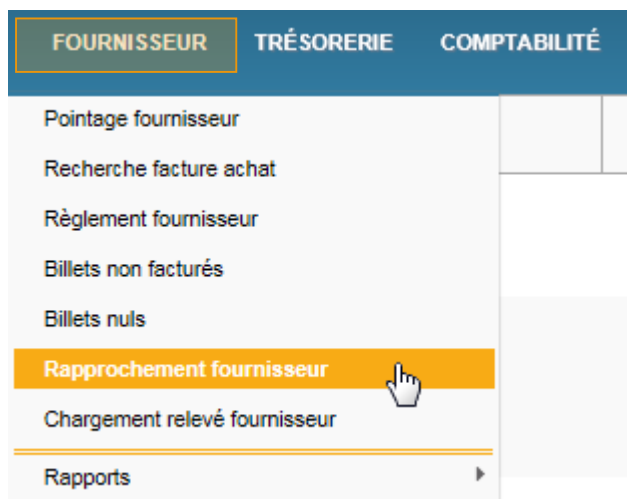 FOURNISSEUR TRÉSORERIE COMPTABILITÉ
Pointage fournisseur
Recherche facture achat
Règlement fournisseur
Billets non facturés
Billets nuls
Rapprochement fournisseur
Chargement relevé fournisseur
Rapports